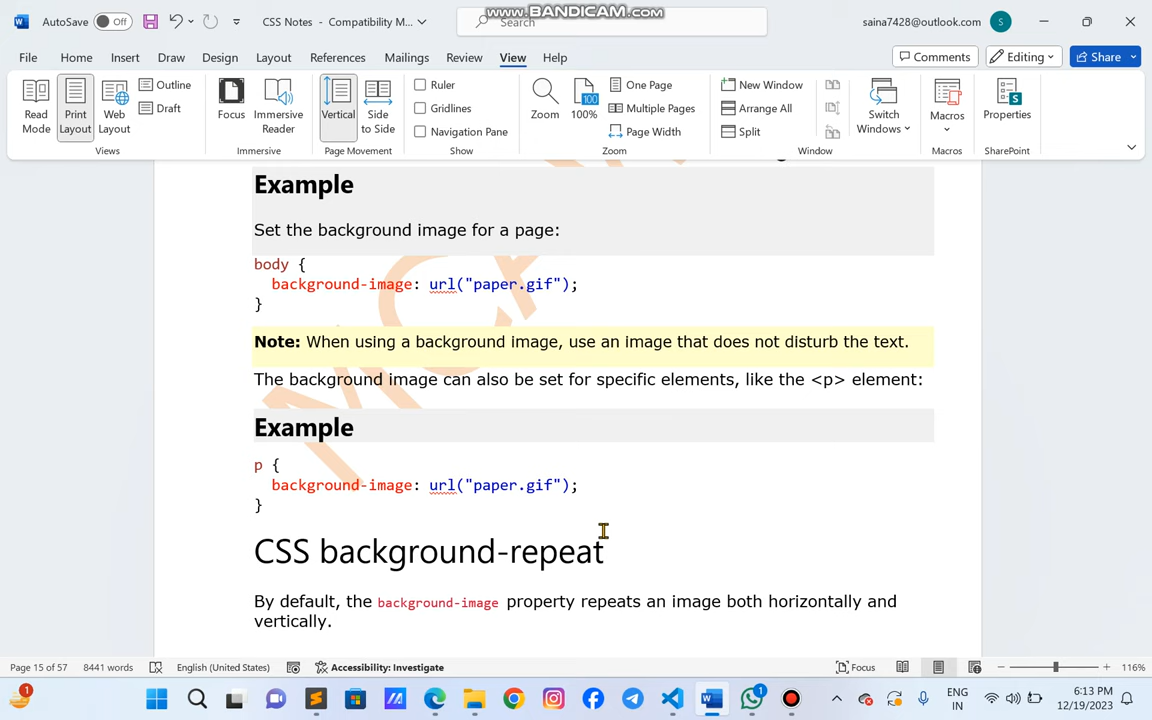 AutoSave Off CSS Notes - Compatibility M... Search www.BANDICAM.com saina7428@outlook.com S
File Home Insert Draw Design Layout References Mailings Review View Help Comments Editing Share
Read Mode
Print Layout
Web Layout
Outline
Draft
Views
Focus
Immersive Reader
Immersive
Vertical
Side to Side
Page Movement
Ruler
Gridlines
Navigation Pane
Show
Zoom
100
100%
One Page
Multiple Pages
Page Width
Zoom
New Window
Arrange All
Split
Switch Windows
Window
Macros
Macros
Properties
SharePoint
Example
Set the background image for a page:
body {
background-image: url("paper.gif");
}
Note: When using a background image, use an image that does not disturb the text.
The background image can also be set for specific elements, like the <p> element:
Example
p {
background-image: url("paper.gif");
}
CSS background-repeat
By default, the background-image property repeats an image both horizontally and
vertically.
Page 15 of 57 8441 words English (United States) Accessibility: Investigate Focus 116%
1
1
ENG
IN
6:13 PM
12/19/2023